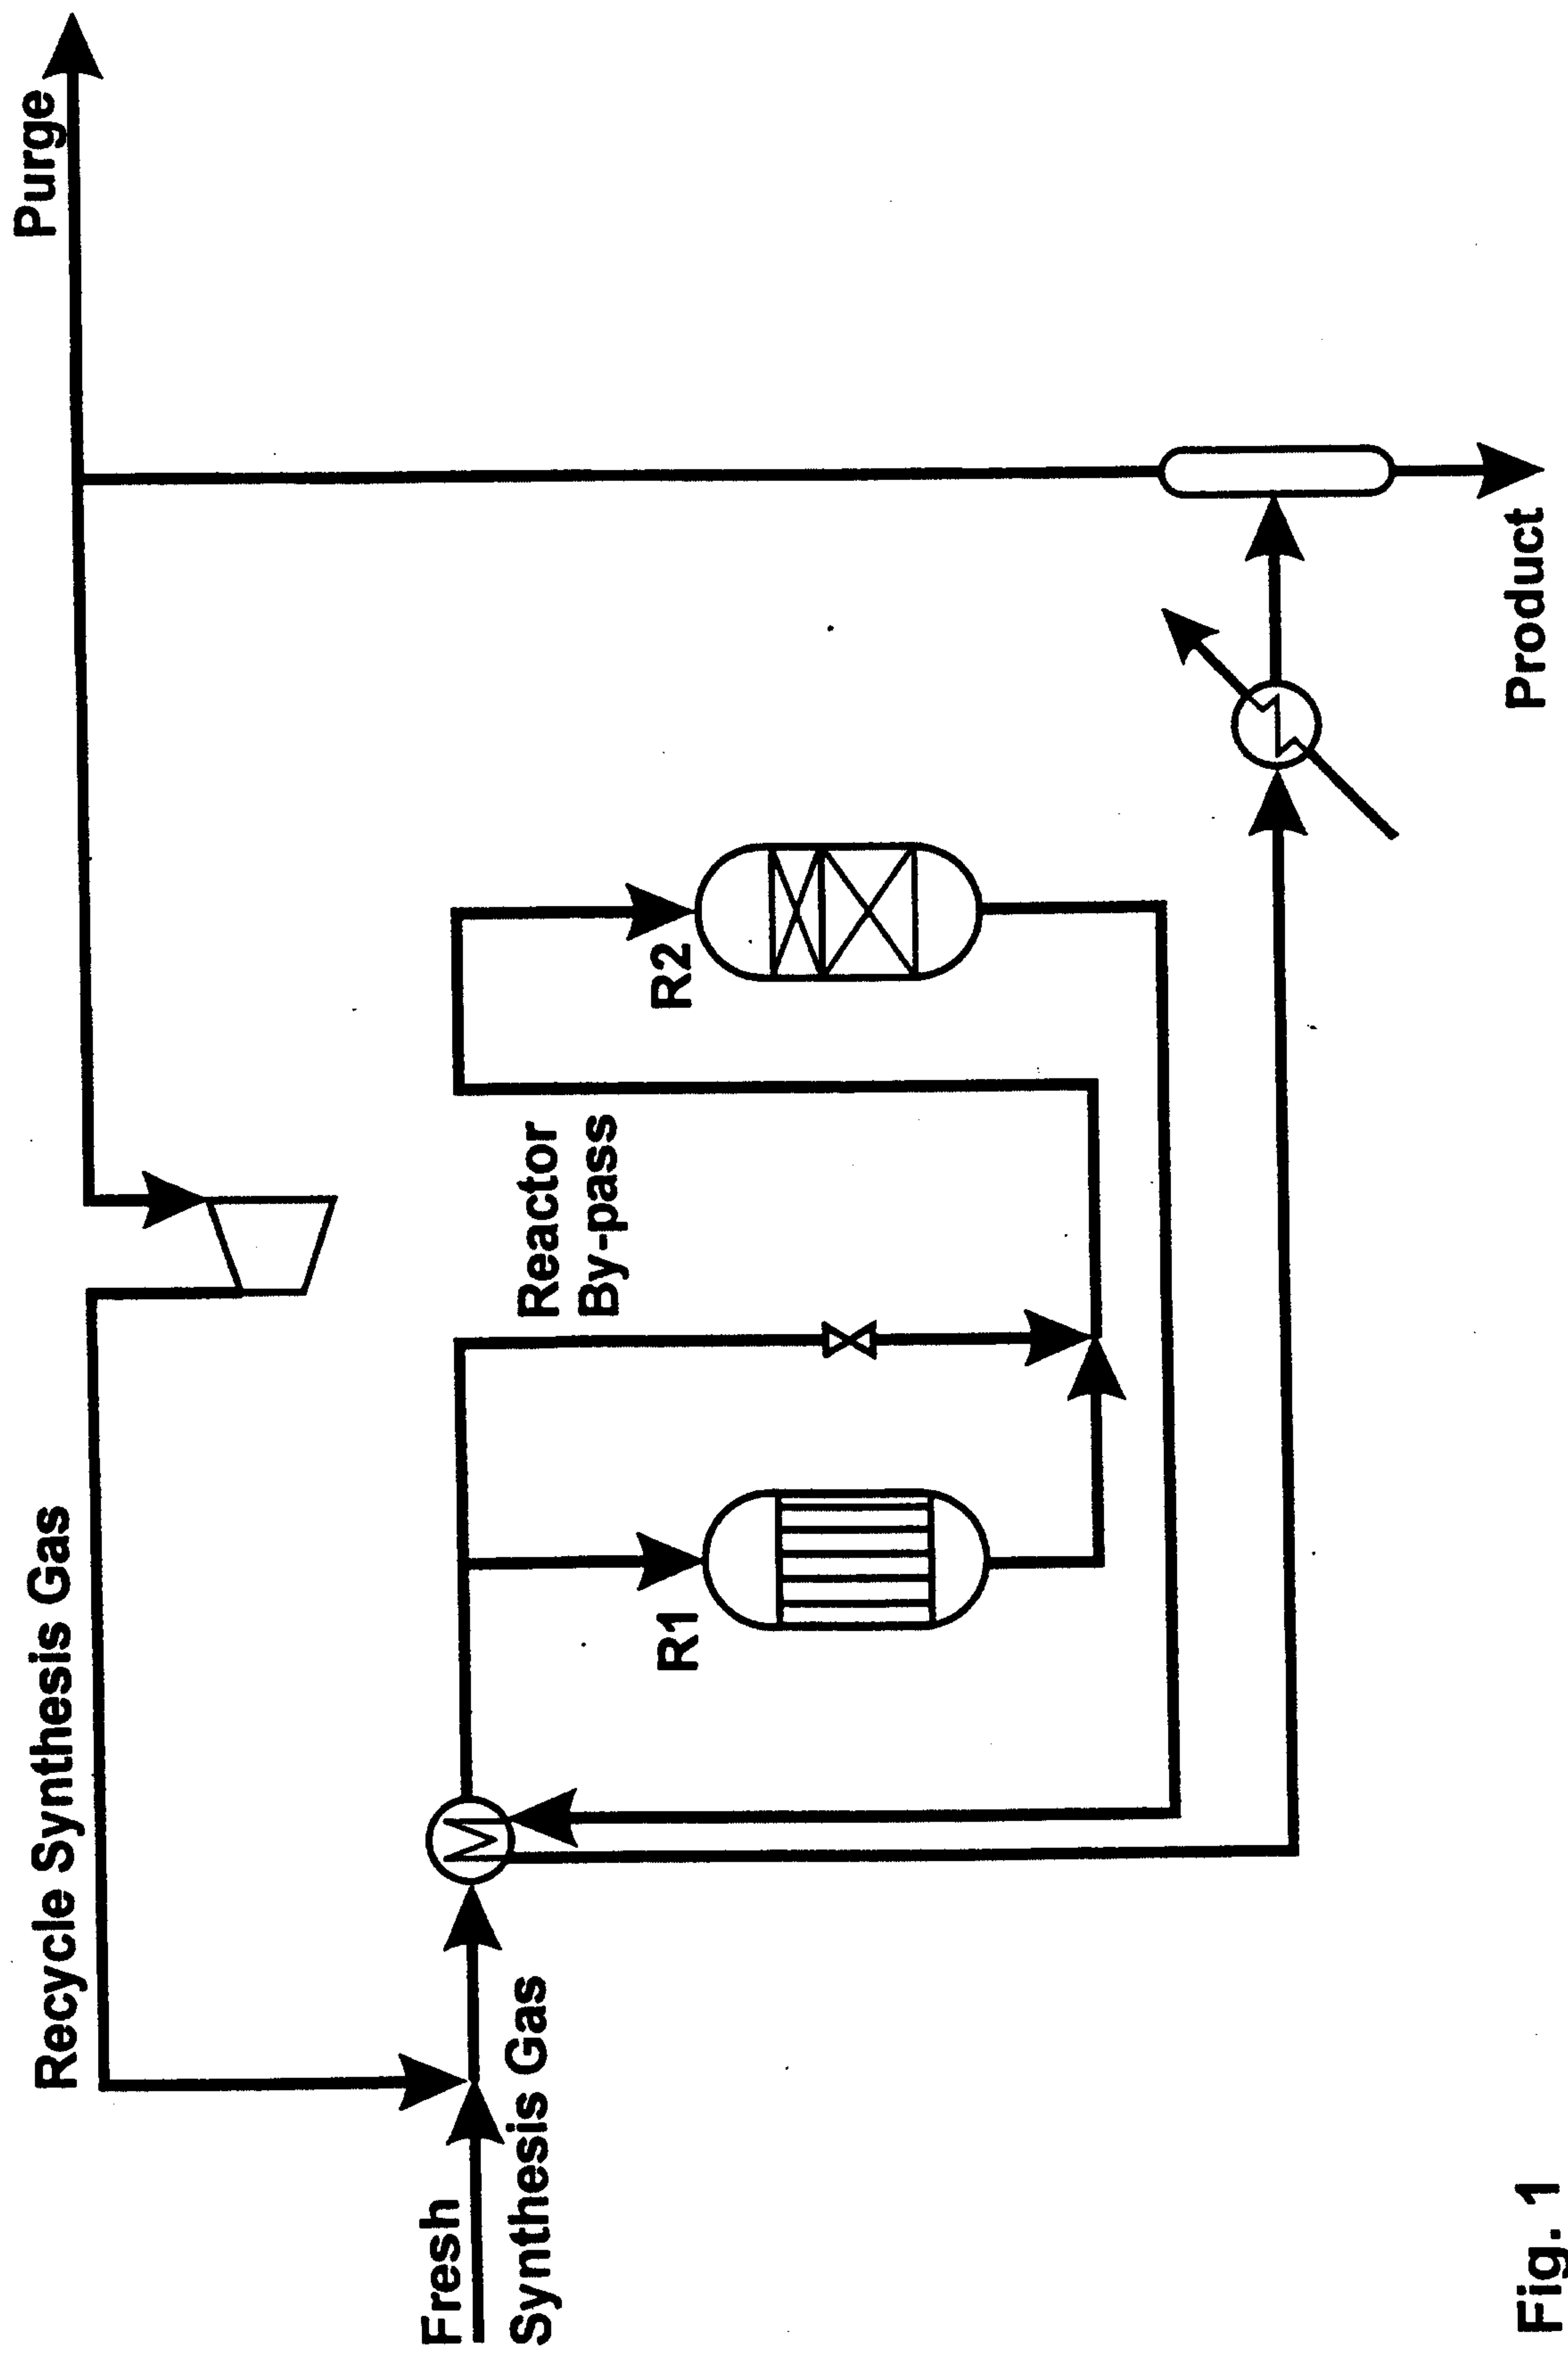 Purge
Recycle Synthesis Gas
Reactor
By-pass
Fresh
Synthesis Gas
R1
R2
Product
Fig. 1